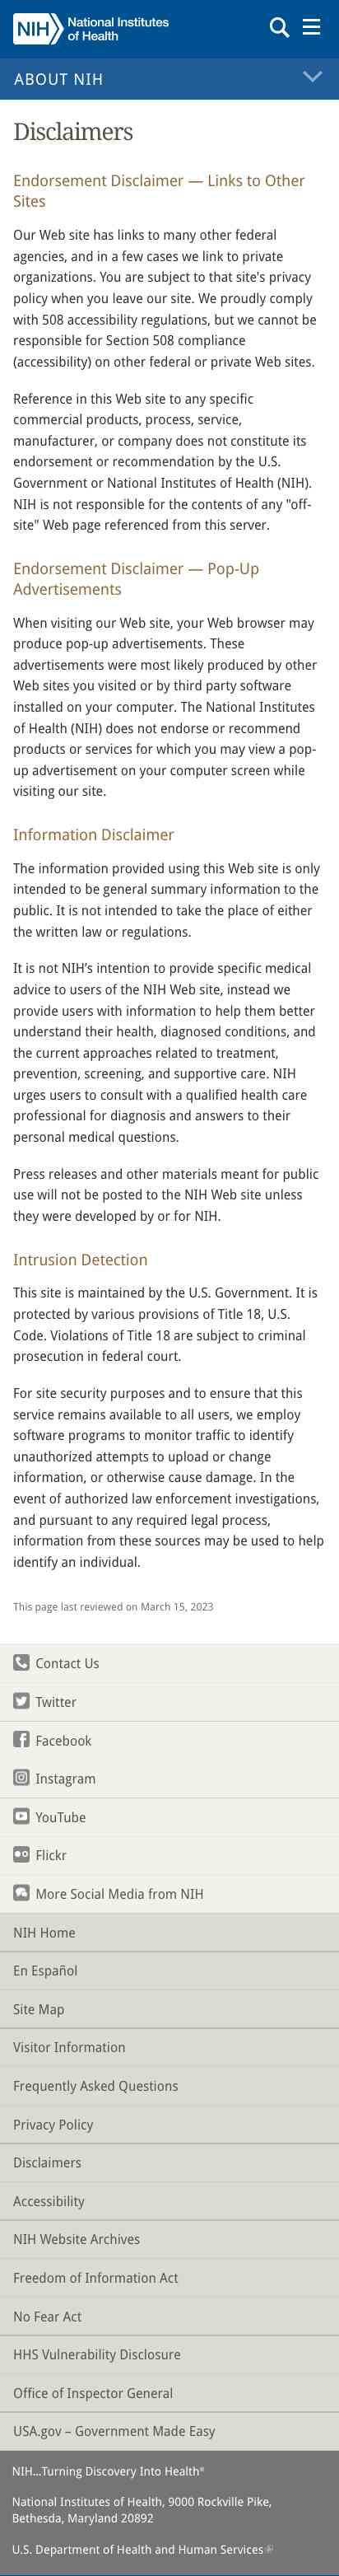 NIH National Institutes
of Health
ABOUT NIH
Disclaimers
Endorsement Disclaimer — Links to Other
Sites
Our Web site has links to many other federal
agencies, and in a few cases we link to private
organizations. You are subject to that site's privacy
policy when you leave our site. We proudly comply
with 508 accessibility regulations, but we cannot be
responsible for Section 508 compliance
(accessibility) on other federal or private Web sites.
Reference in this Web site to any specific
commercial products, process, service,
manufacturer, or company does not constitute its
endorsement or recommendation by the U.S.
Government or National Institutes of Health (NIH).
NIH is not responsible for the contents of any "off-
site" Web page referenced from this server.
Endorsement Disclaimer — Pop-Up
Advertisements
When visiting our Web site, your Web browser may
produce pop-up advertisements. These
advertisements were most likely produced by other
Web sites you visited or by third party software
installed on your computer. The National Institutes
of Health (NIH) does not endorse or recommend
products or services for which you may view a pop-
up advertisement on your computer screen while
visiting our site.
Information Disclaimer
The information provided using this Web site is only
intended to be general summary information to the
public. It is not intended to take the place of either
the written law or regulations.
It is not NIH’s intention to provide specific medical
advice to users of the NIH Web site, instead we
provide users with information to help them better
understand their health, diagnosed conditions, and
the current approaches related to treatment,
prevention, screening, and supportive care. NIH
urges users to consult with a qualified health care
professional for diagnosis and answers to their
personal medical questions.
Press releases and other materials meant for public
use will not be posted to the NIH Web site unless
they were developed by or for NIH.
Intrusion Detection
This site is maintained by the U.S. Government. It is
protected by various provisions of Title 18, U.S.
Code. Violations of Title 18 are subject to criminal
prosecution in federal court.
For site security purposes and to ensure that this
service remains available to all users, we employ
software programs to monitor traffic to identify
unauthorized attempts to upload or change
information, or otherwise cause damage. In the
event of authorized law enforcement investigations,
and pursuant to any required legal process,
information from these sources may be used to help
identify an individual.
This page last reviewed on March 15, 2023
Contact Us
Twitter
Facebook
Instagram
YouTube
Flickr
More Social Media from NIH
NIH Home
En Español
Site Map
Visitor Information
Frequently Asked Questions
Privacy Policy
Disclaimers
Accessibility
NIH Website Archives
Freedom of Information Act
No Fear Act
HHS Vulnerability Disclosure
Office of Inspector General
USA.gov – Government Made Easy
NIH…Turning Discovery Into Health®
National Institutes of Health, 9000 Rockville Pike,
Bethesda, Maryland 20892
U.S. Department of Health and Human Services